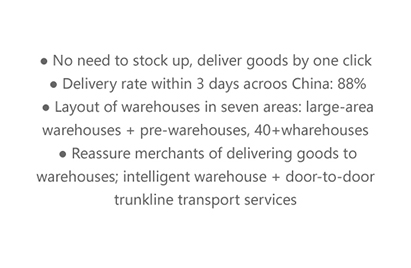 ● No need to stock up, deliver goods by one click
● Delivery rate within 3 days acroos China: 88%
● Layout of warehouses in seven areas: large-area
warehouses + pre-warehouses, 40+wharehouses
● Reassure merchants of delivering goods to
warehouses; intelligent warehouse + door-to-door
trunkline transport services